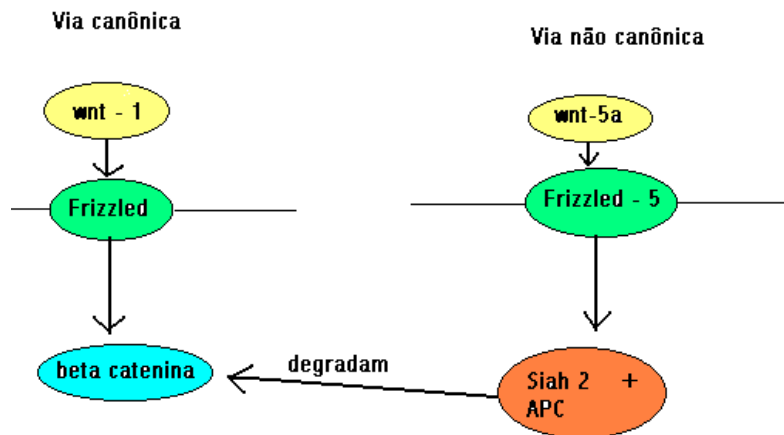 Via canônica
Via não canônica
wnt - 1
wnt-5a
Frizzled
Frizzled - 5
beta catenina
degradam
Siah 2 +
APC